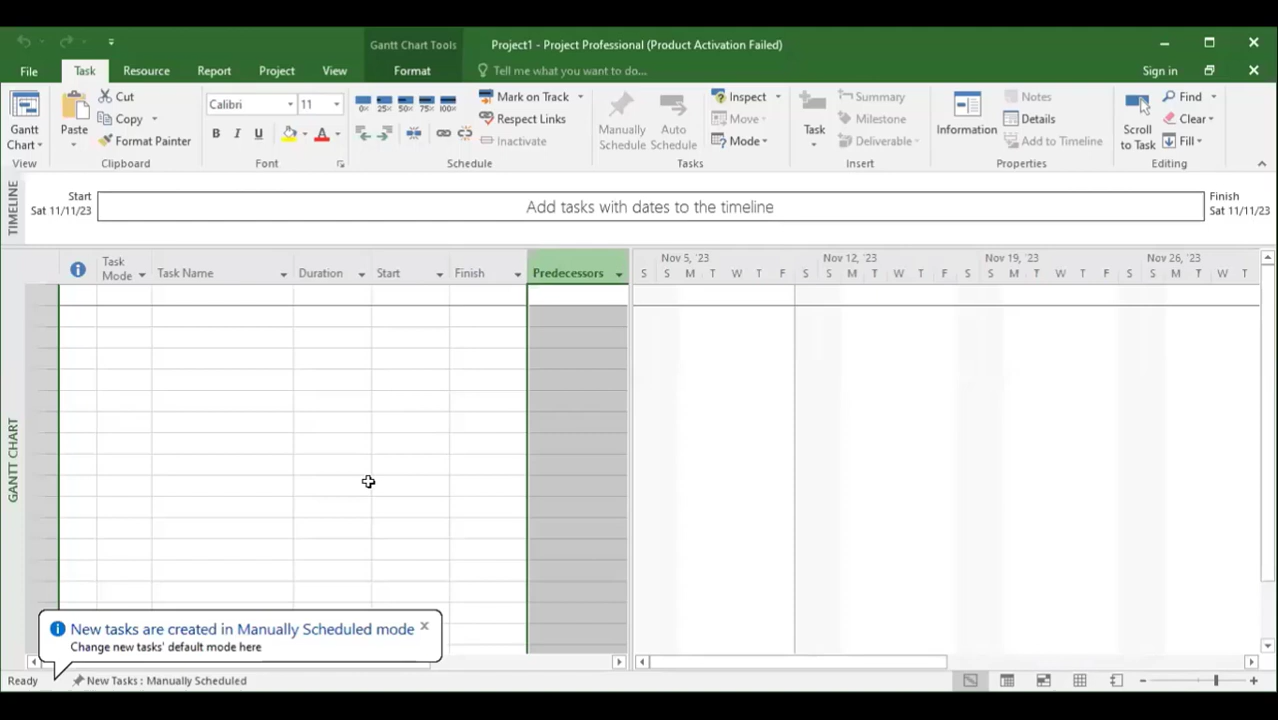 Gantt Chart Tools
Project1 - Project Professional (Product Activation Failed)
File Task Resource Report Project View Format Tell me what you want to do... Sign in
Gantt Chart
View
Paste
Cut
Copy
Format Painter
Clipboard
Calibri 11
B I U A
Font
0% 25% 50% 75% 100%
Mark on Track
Respect Links
Inactivate
Schedule
Manually Schedule
Auto Schedule
Inspect
Move
Mode
Tasks
Task
Summary
Milestone
Deliverable
Insert
Information
Notes
Details
Add to Timeline
Properties
Scroll to Task
Find
Clear
Fill
Editing
TIMELINE
Start
Sat 11/11/23
Add tasks with dates to the timeline
Finish
Sat 11/11/23
Task Mode Task Name Duration Start Finish Predecessors
Nov 5, '23 Nov 12, '23 Nov 19, '23 Nov 26, '23
S S M T W T F S S M T W T F S S M T W T F S S M T W T
GANTT CHART
New tasks are created in Manually Scheduled mode
Change new tasks' default mode here
Ready New Tasks : Manually Scheduled